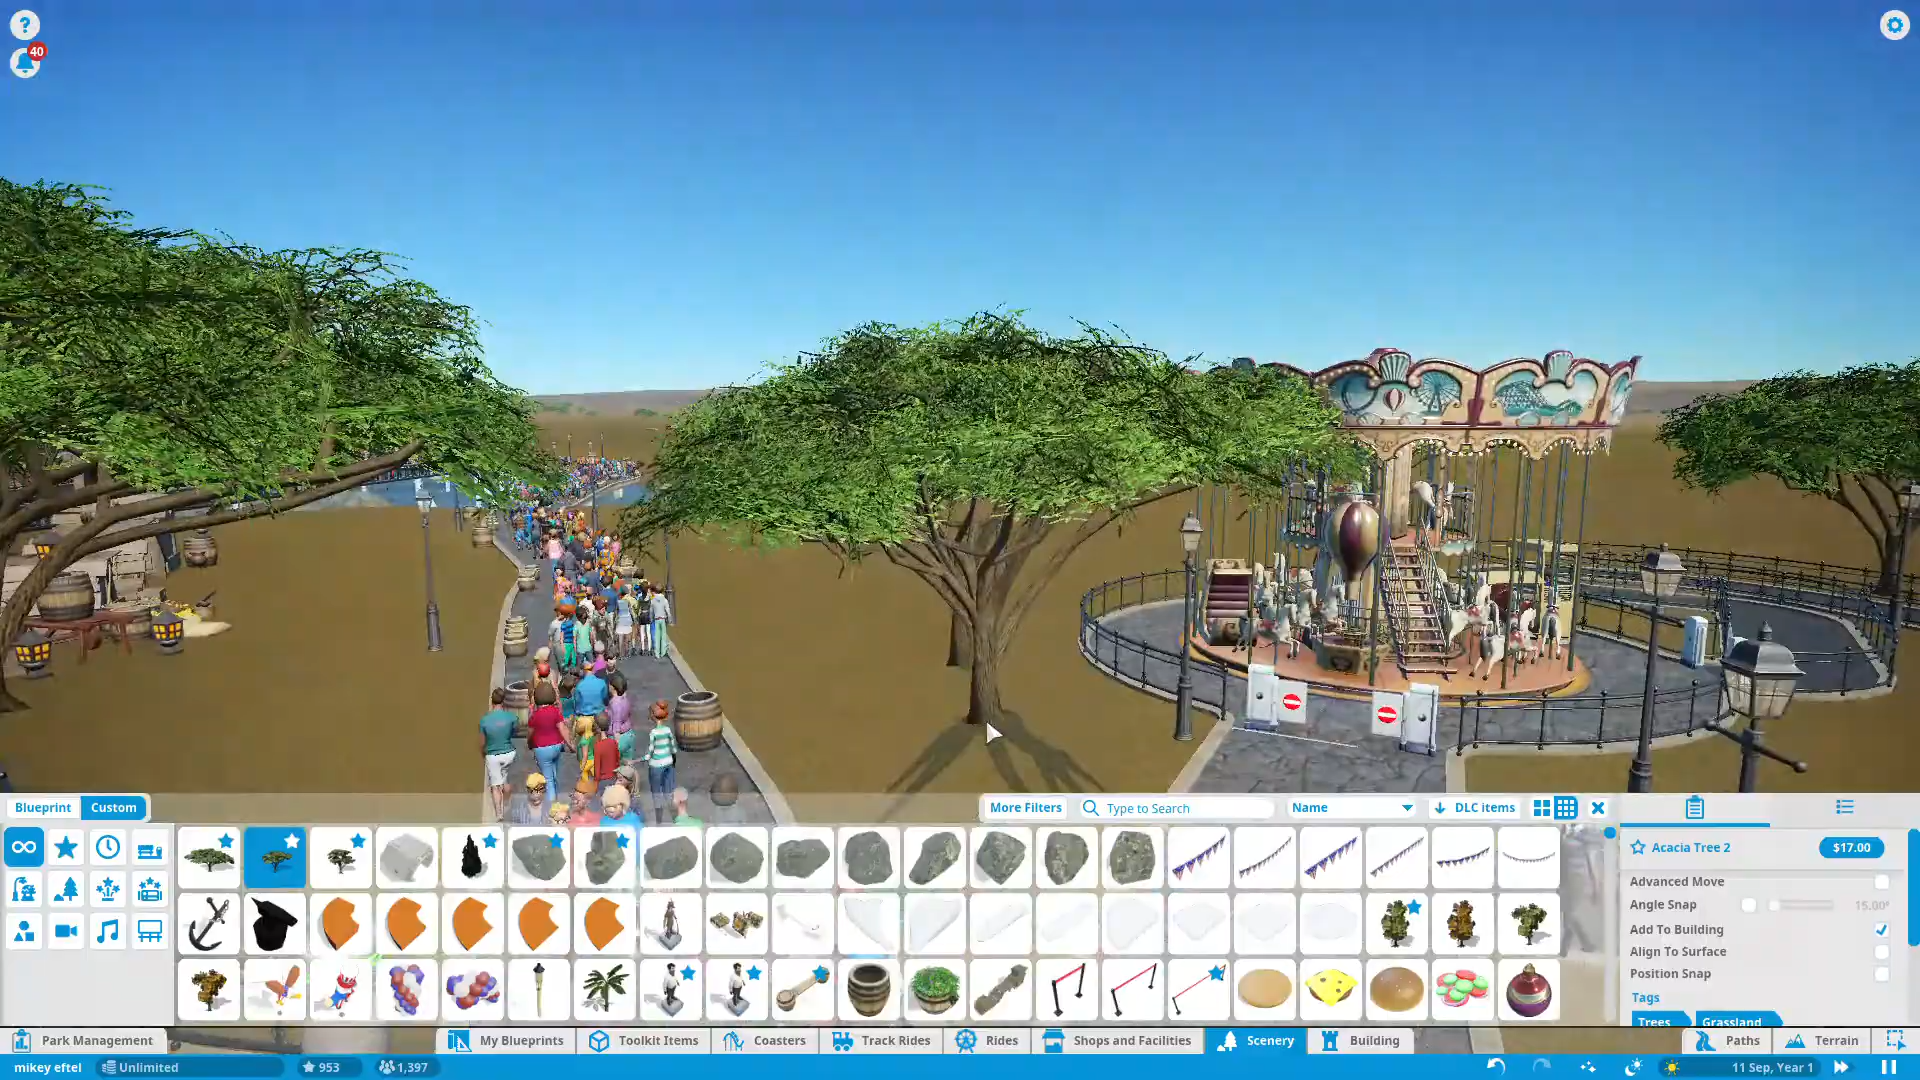 ?
40
Blueprint
Custom
More Filters
Type to Search
Name
DLC items
Acacia Tree 2
$17.00
Advanced Move
Angle Snap
15.00°
Add To Building
Align To Surface
Position Snap
Tags
Trees
Grassland
Park Management
My Blueprints
Toolkit Items
Coasters
Track Rides
Rides
Shops and Facilities
Scenery
Building
Paths
Terrain
mikey eftel
Unlimited
953
1,397
11 Sep, Year 1